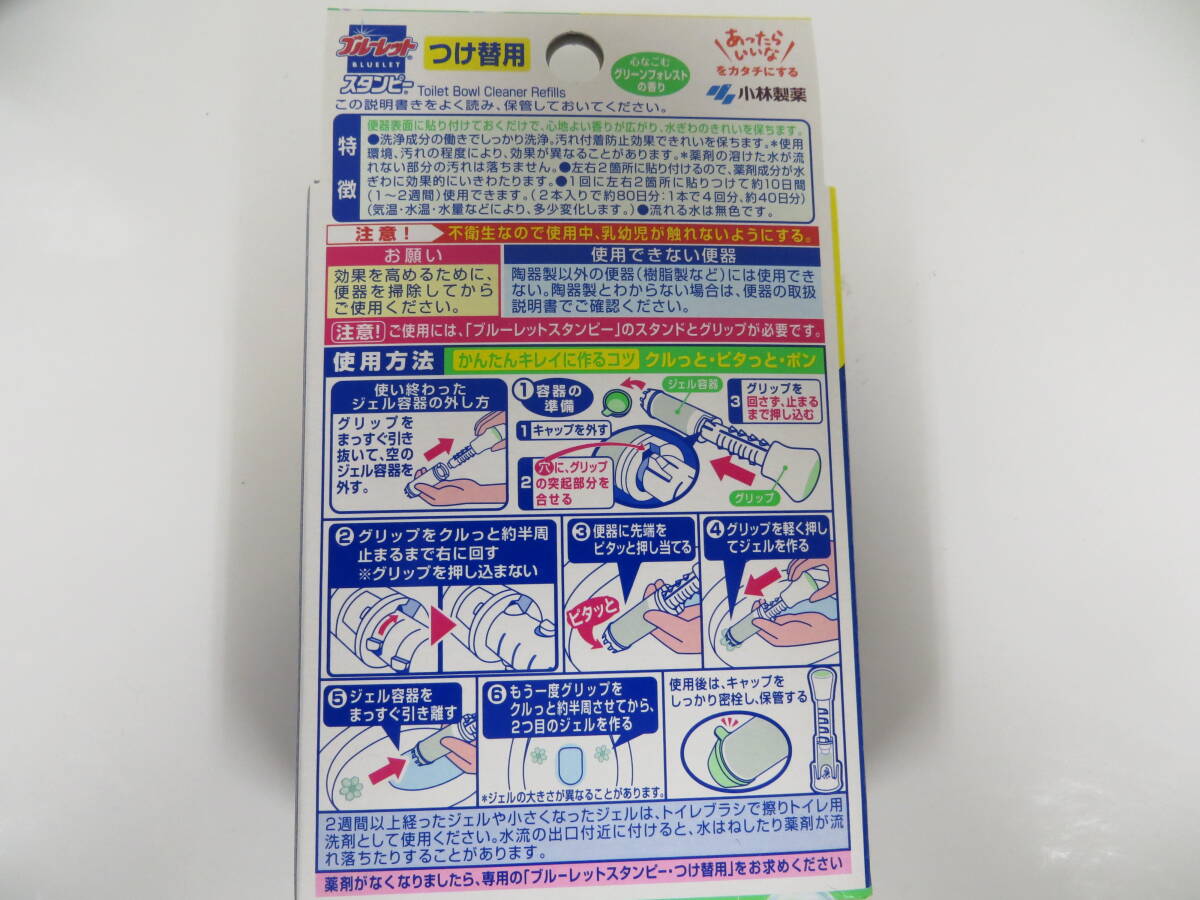 ブルーレット
BLUELET
スタンピー®
つけ替用
Toilet Bowl Cleaner Refills
心なごむ
グリーンフォレスト
の香り
あったら
いいな
をカタチにする
小林製薬
この説明書きをよく読み、保管しておいてください。
特徴
便器表面に貼り付けておくだけで、心地よい香りが広がり、水ぎわのきれいを保ちます。
●洗浄成分の働きでしっかり洗浄。汚れ付着防止効果できれいを保ちます。*使用
環境、汚れの程度により、効果が異なることがあります。*薬剤の溶けた水が流
れない部分の汚れは落ちません。●左右2箇所に貼り付けるので、薬剤成分が水
ぎわに効果的にいきわたります。●1回に左右2箇所に貼りつけて約10日間
(1〜2週間)使用できます。(2本入りで約80日分:1本で4回分、約40日分)
(気温・水温・水量などにより、多少変化します。)●流れる水は無色です。
注意!
不衛生なので使用中、乳幼児が触れないようにする。
お願い
効果を高めるために、
便器を掃除してから
ご使用ください。
使用できない便器
陶器製以外の便器(樹脂製など)には使用でき
ない。陶器製とわからない場合は、便器の取扱
説明書でご確認ください。
注意! ご使用には、「ブルーレットスタンピー」のスタンドとグリップが必要です。
使用方法 かんたんキレイに作るコツ クルっと・ピタっと・ポン
使い終わった
ジェル容器の外し方
グリップを
まっすぐ引き
抜いて、空の
ジェル容器を
外す。
① 容器の
準備
1 キャップを外す
2 穴に、グリップ
の突起部分を
合せる
ジェル容器
3 グリップを
回さず、止まる
まで押し込む
グリップ
② グリップをクルっと約半周
止まるまで右に回す
※グリップを押し込まない
③ 便器に先端を
ピタッと押し当てる
ピタッと
④ グリップを軽く押し
てジェルを作る
⑤ ジェル容器を
まっすぐ引き離す
⑥ もう一度グリップを
クルっと約半周させてから、
2つ目のジェルを作る
*ジェルの大きさが異なることがあります。
使用後は、キャップを
しっかり密栓し、保管する
2週間以上経ったジェルや小さくなったジェルは、トイレブラシで擦りトイレ用
洗剤として使用ください。水流の出口付近に付けると、水はねしたり薬剤が流
れ落ちたりすることがあります。
薬剤がなくなりましたら、専用の「ブルーレットスタンピー・つけ替用」をお求めください